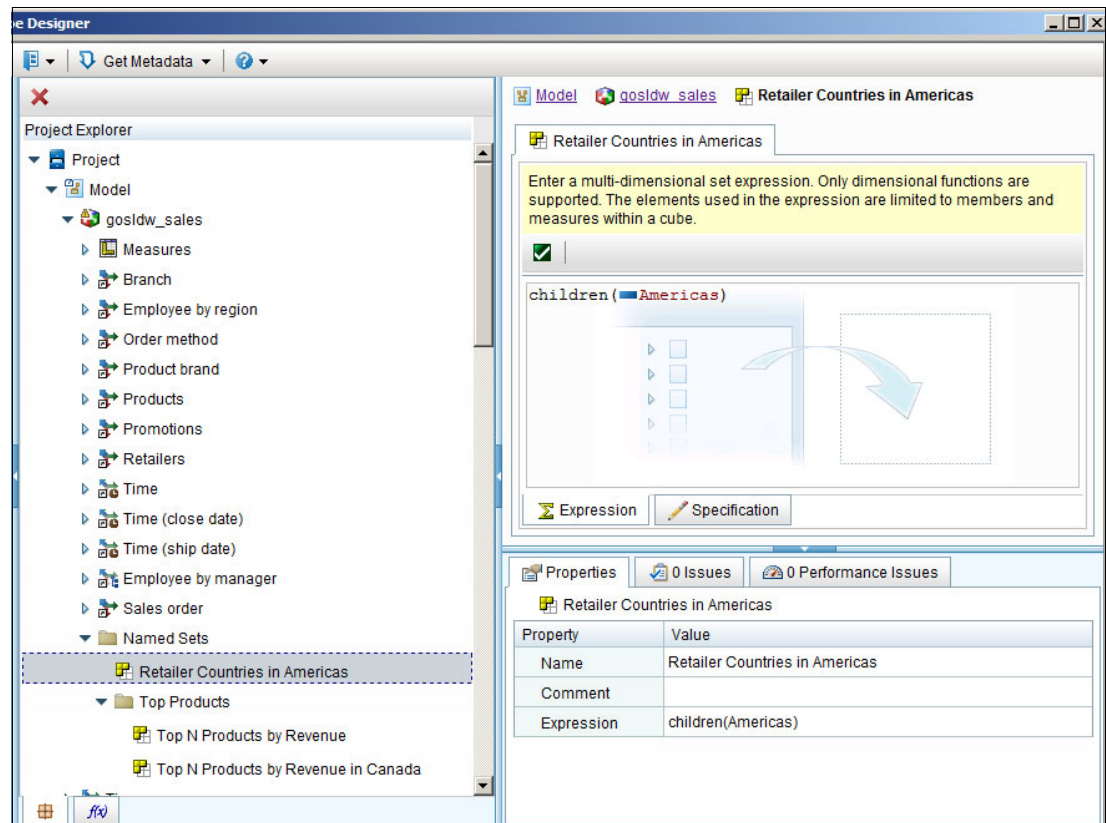 e Designer
Get Metadata
Project Explorer
Project
Model
gosldw_sales
Measures
Branch
Employee by region
Order method
Product brand
Products
Promotions
Retailers
Time
Time (close date)
Time (ship date)
Employee by manager
Sales order
Named Sets
Retailer Countries in Americas
Top Products
Top N Products by Revenue
Top N Products by Revenue in Canada
f(x)
Model gosldw_sales Retailer Countries in Americas
Retailer Countries in Americas
Enter a multi-dimensional set expression. Only dimensional functions are
supported. The elements used in the expression are limited to members and
measures within a cube.
children(Americas)
Expression Specification
Properties 0 Issues 0 Performance Issues
Retailer Countries in Americas
Property Value
Name Retailer Countries in Americas
Comment
Expression children(Americas)